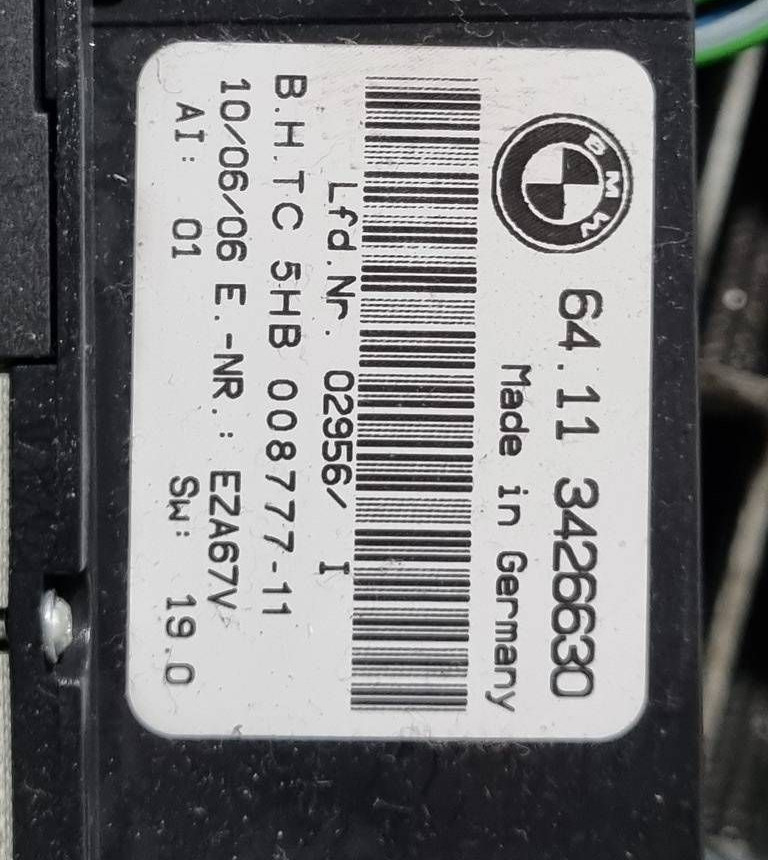 BMW
64.11 3426630
Made in Germany
Lfd.Nr. 02956/ I
B.H.TC 5HB 008777-11
10/06/06 E.-NR.: EZA67V
AI: 01 SW: 19.0